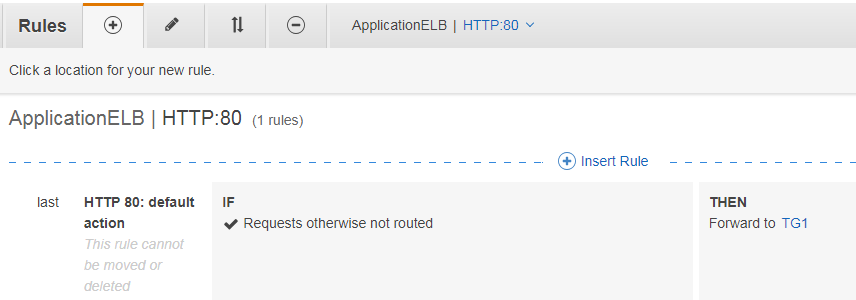 Rules ApplicationELB | HTTP:80
Click a location for your new rule.
ApplicationELB | HTTP:80 (1 rules)
Insert Rule
last HTTP 80: default action IF THEN
Requests otherwise not routed Forward to TG1
This rule cannot
be moved or
deleted